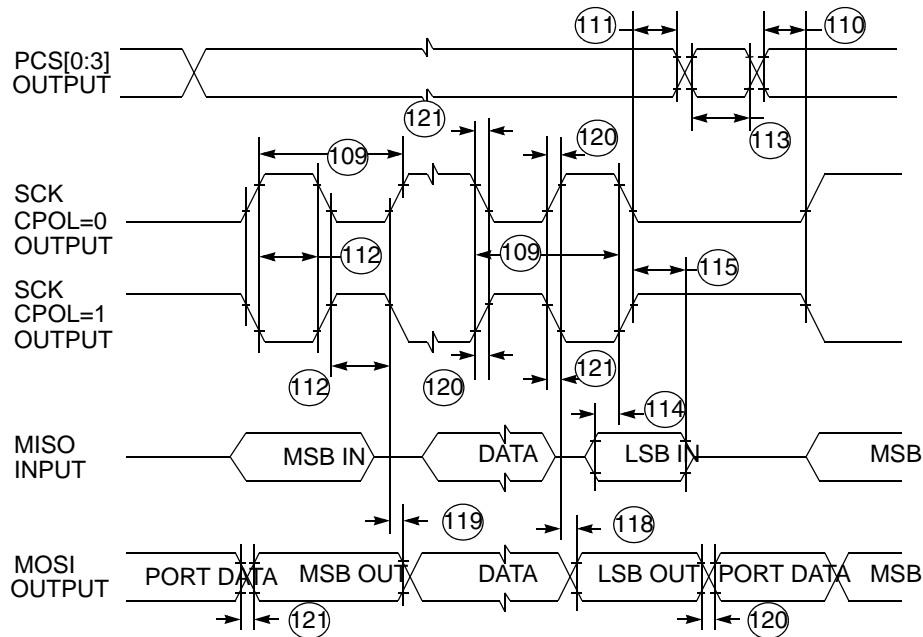 111
110
PCS[0:3]
OUTPUT
121
120
113
109
SCK
CPOL=0
OUTPUT
112
109
115
SCK
CPOL=1
OUTPUT
112
120
121
114
MISO
INPUT
MSB IN
DATA
LSB IN
MSB
119
118
MOSI
OUTPUT
PORT DATA
MSB OUT
DATA
LSB OUT
PORT DATA
MSB
121
120